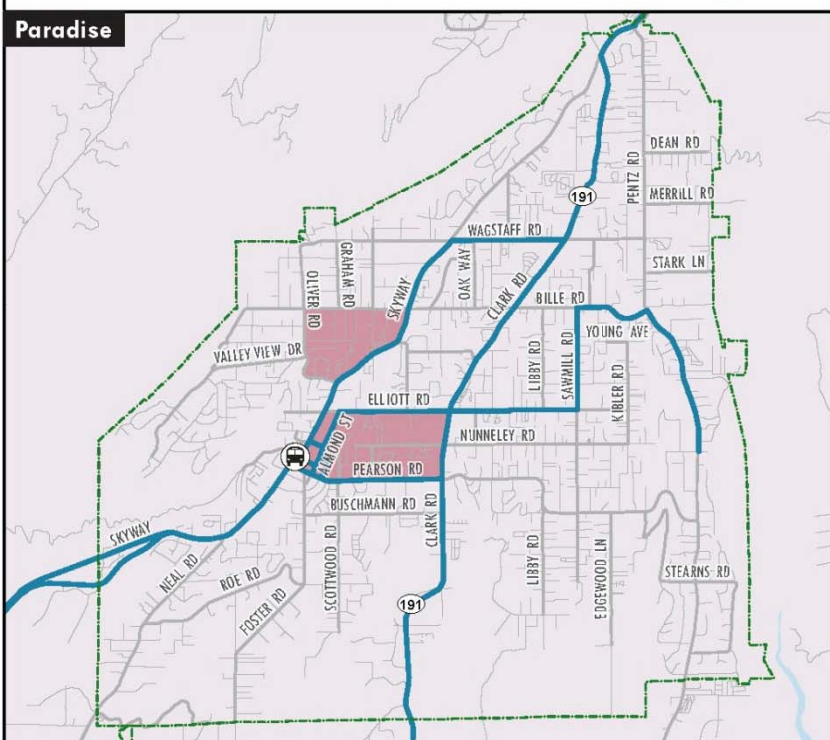 Paradise
DEAN RD
PENTZ RD
MERRILL RD
191
WAGSTAFF RD
GRAHAM RD
OAK WAY
STARK LN
OLIVER RD
SKYWAY
CLARK RD
BILLE RD
YOUNG AVE
VALLEY VIEW DR
LIBBY RD
SAWMILL RD
KIBLER RD
ELLIOTT RD
ALMOND ST
NUNNELEY RD
PEARSON RD
BUSCHMANN RD
SKYWAY
CLARK RD
NEAL RD
ROE RD
SCOTTWOOD RD
LIBBY RD
EDGEWOOD LN
STEARNS RD
FOSTER RD
191